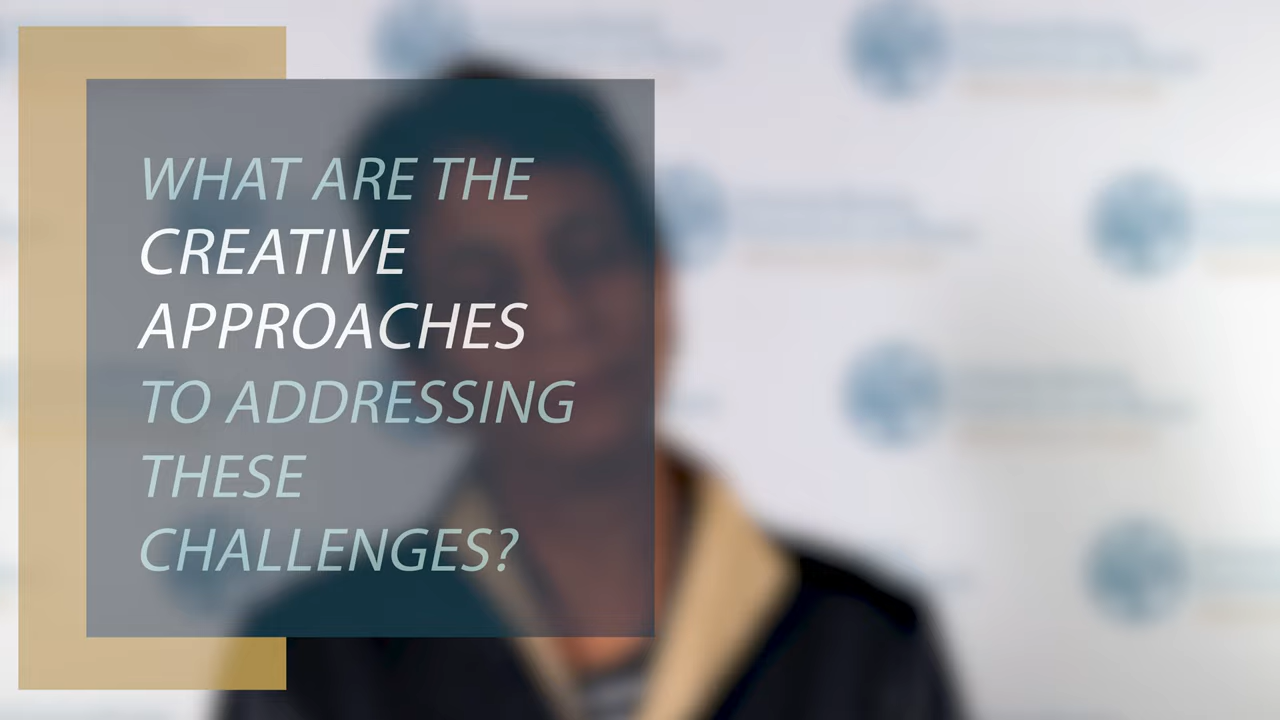 WHAT ARE THE
CREATIVE
APPROACHES
TO ADDRESSING
THESE
CHALLENGES?